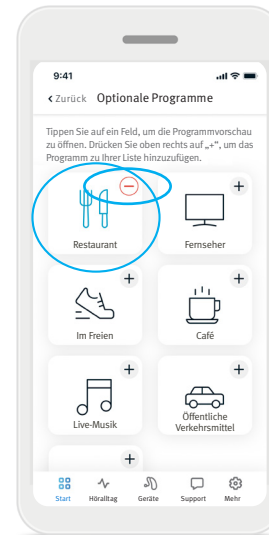 9:41
Zurück Optionale Programme
Tippen Sie auf ein Feld, um die Programmvorschau
zu öffnen. Drücken Sie oben rechts auf „+“, um das
Programm zu Ihrer Liste hinzuzufügen.
Restaurant
+
Fernseher
+
Im Freien
+
Café
+
Live-Musik
+
Öffentliche
Verkehrsmittel
+
Start Höralltag Geräte Support Mehr